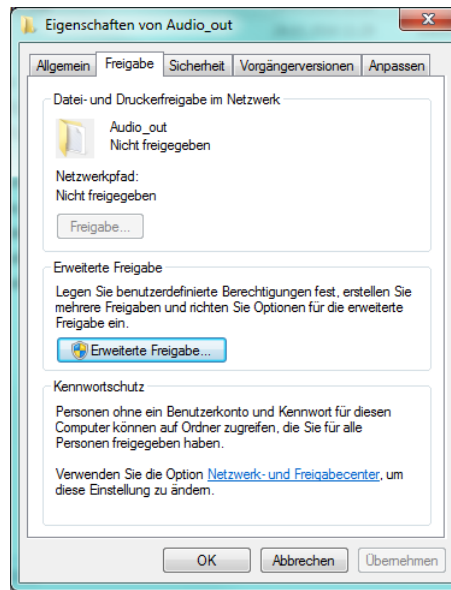 Eigenschaften von Audio_out
Allgemein Freigabe Sicherheit Vorgängerversionen Anpassen
Datei- und Druckerfreigabe im Netzwerk
Audio_out
Nicht freigegeben
Netzwerkpfad:
Nicht freigegeben
Freigabe...
Erweiterte Freigabe
Legen Sie benutzerdefinierte Berechtigungen fest, erstellen Sie
mehrere Freigaben und richten Sie Optionen für die erweiterte
Freigabe ein.
Erweiterte Freigabe...
Kennwortschutz
Personen ohne ein Benutzerkonto und Kennwort für diesen
Computer können auf Ordner zugreifen, die Sie für alle
Personen freigegeben haben.
Verwenden Sie die Option Netzwerk- und Freigabecenter, um
diese Einstellung zu ändern.
OK Abbrechen Übernehmen